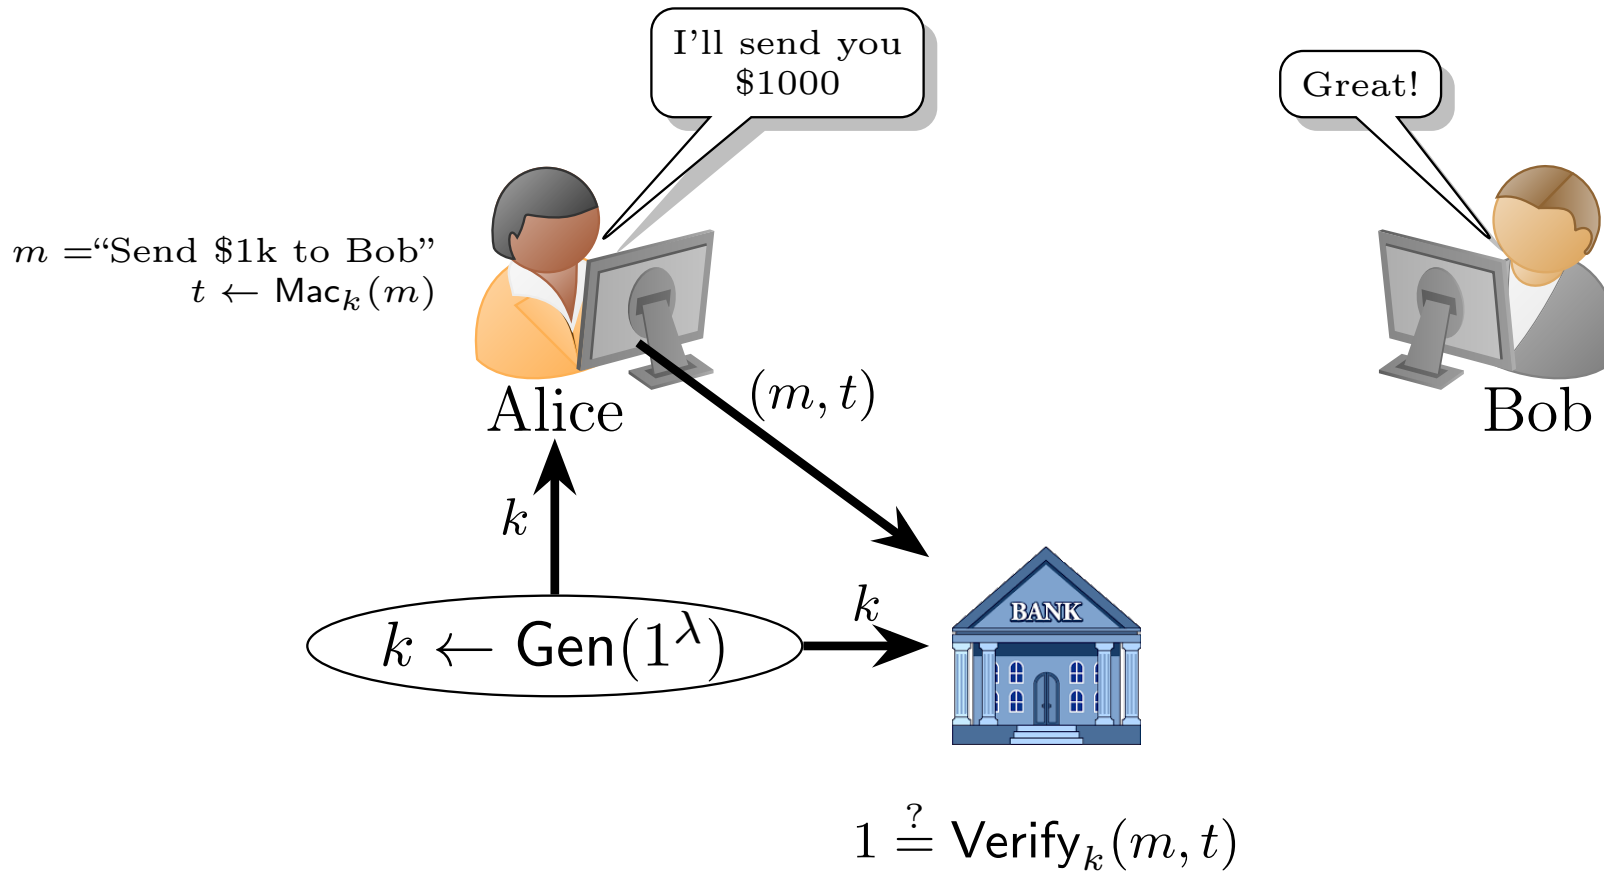 I'll send you
$1000
Great!
m =“Send $1k to Bob”
t ← Mac_k(m)
(m, t)
Alice
Bob
k
k
BANK
k ← Gen(1^λ)
1 ≟ Verify_k(m, t)